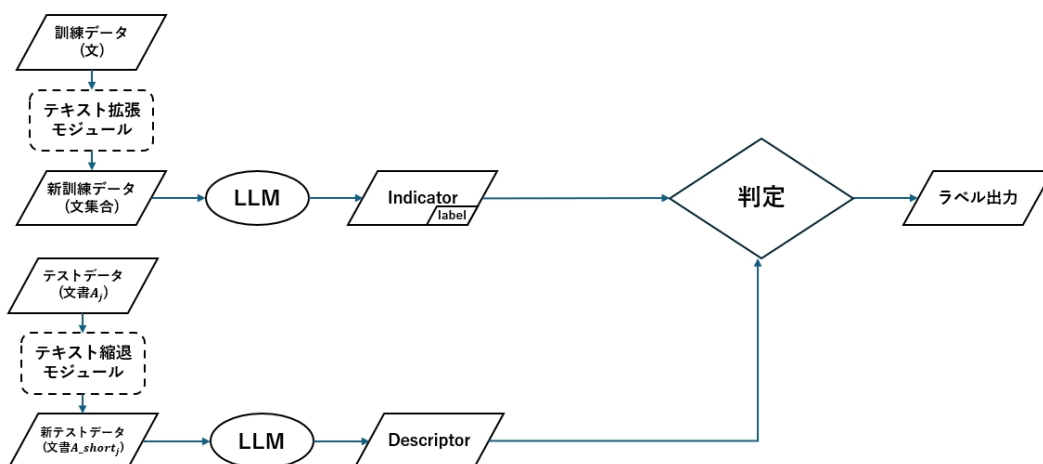 訓練データ
(文)
テキスト拡張
モジュール
新訓練データ
(文集合)
LLM
Indicator
label
判定
ラベル出力
テストデータ
(文書A_j)
テキスト縮退
モジュール
新テストデータ
(文書A_short_j)
LLM
Descriptor